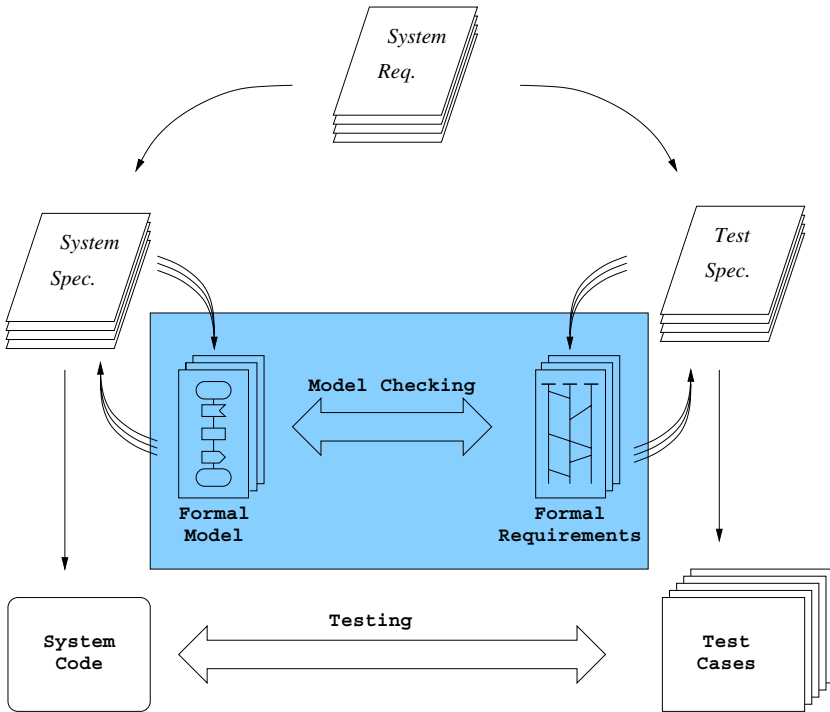 System
Req.
System
Spec.
Test
Spec.
Model Checking
Formal
Model
Formal
Requirements
Testing
System
Code
Test
Cases